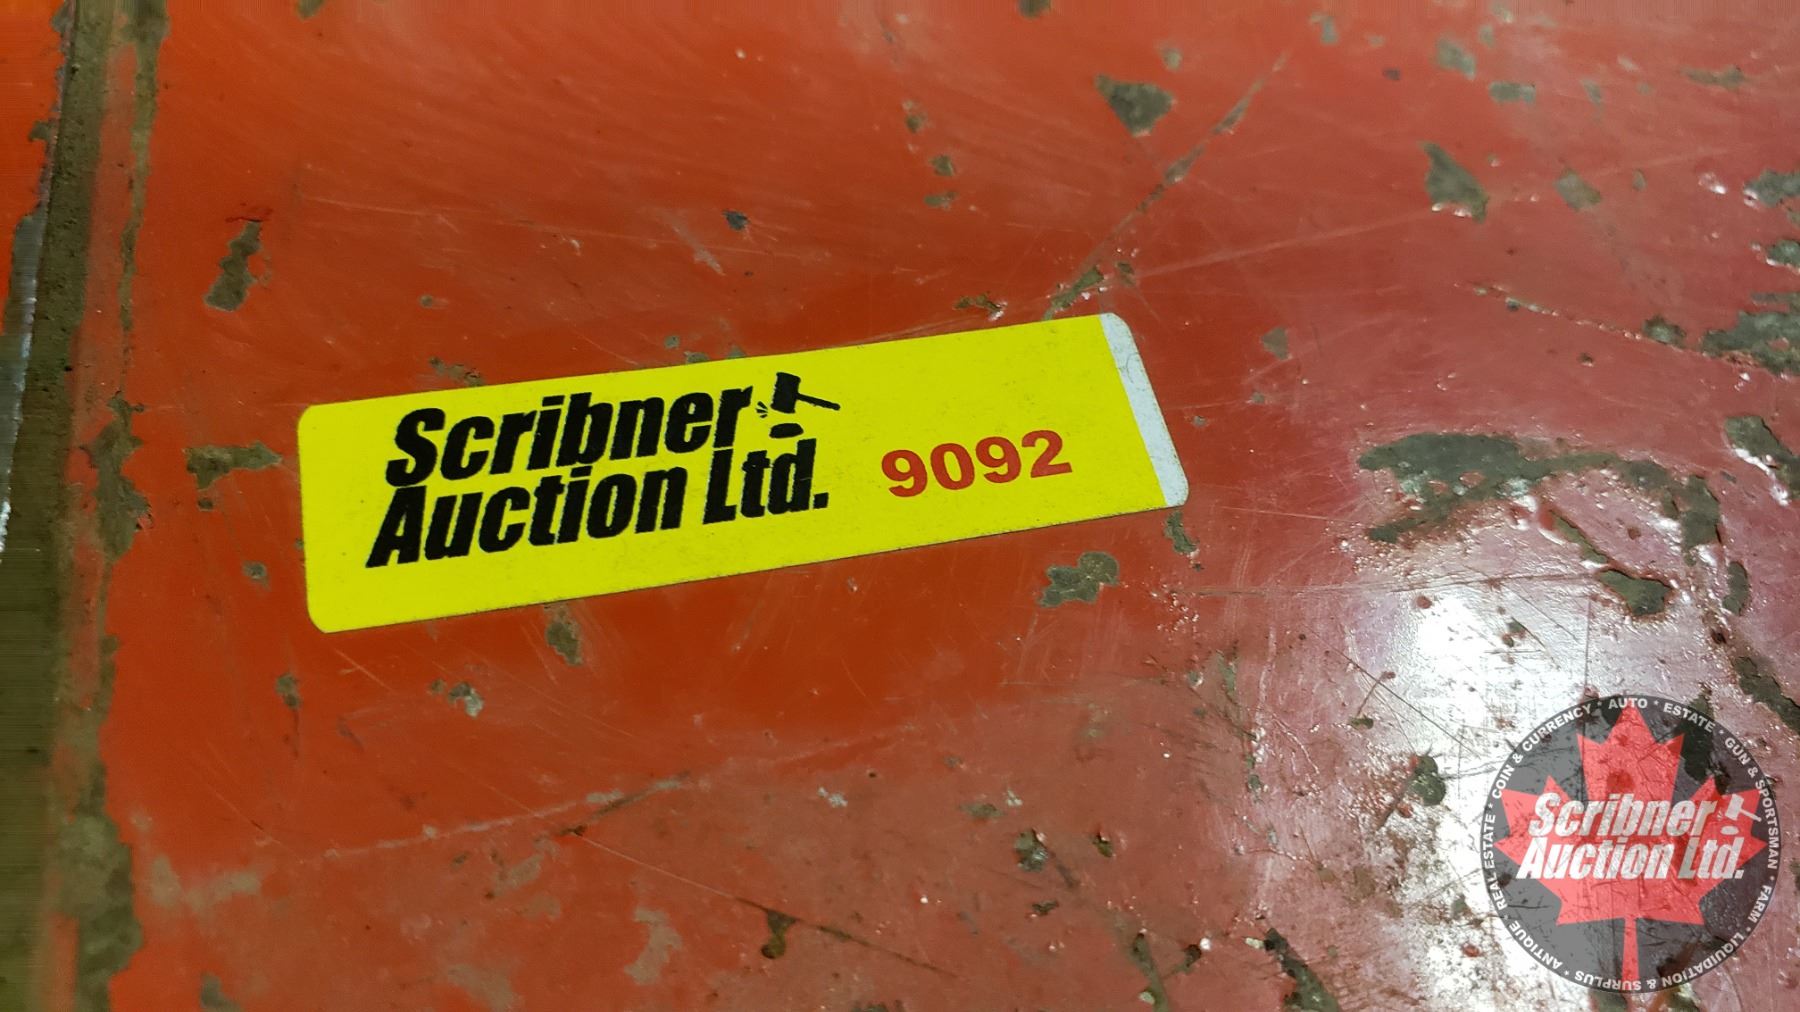 Scribner
Auction Ltd.
9092
COIN & CURRENCY * AUTO * ESTATE * GUN & SPORTSMAN * FARM * LIQUIDATION & SURPLUS * ANTIQUE * REAL ESTATE *
Scribner
Auction Ltd.